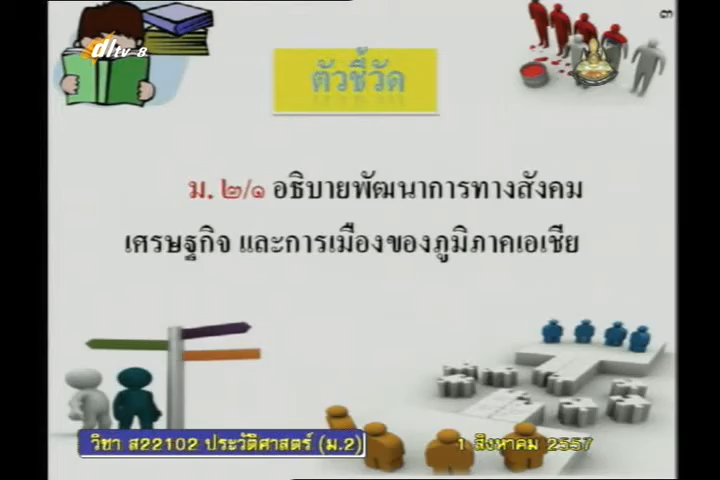 dltv 8
๓
ตัวชี้วัด
ม. ๒/๑ อธิบายพัฒนาการทางสังคม
เศรษฐกิจ และการเมืองของภูมิภาคเอเชีย
วิชา ส22102 ประวัติศาสตร์ (ม.2)
1 สิงหาคม 2557